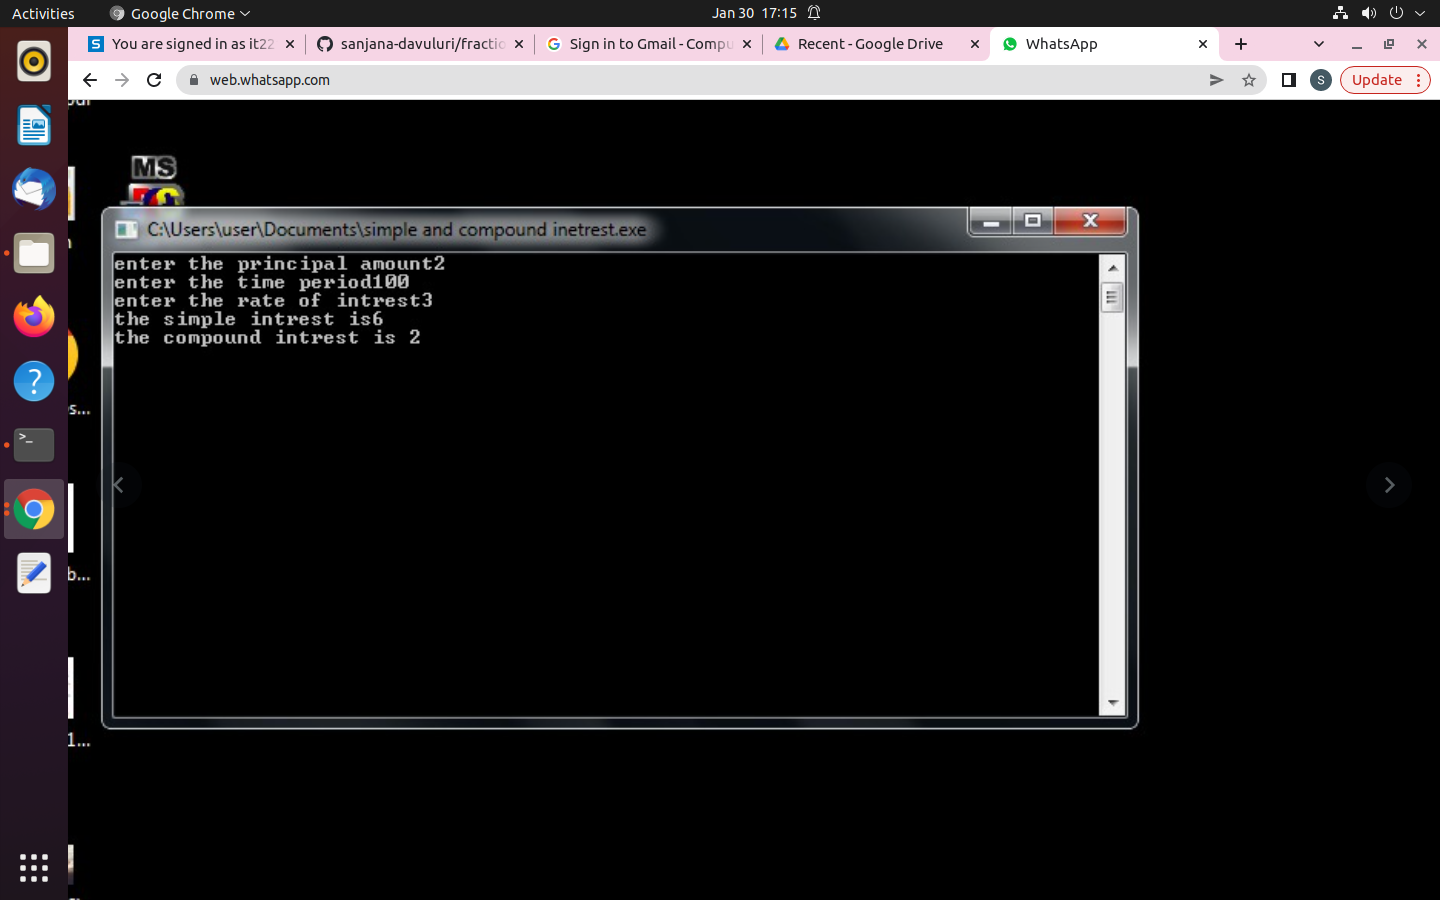 Activities
Google Chrome
Jan 30 17:15
You are signed in as it22
sanjana-davuluri/fractio
Sign in to Gmail - Compu
Recent - Google Drive
WhatsApp
web.whatsapp.com
S
Update
MS
C:\Users\user\Documents\simple and compound inetrest.exe
enter the principal amount2
enter the time period100
enter the rate of intrest3
the simple intrest is6
the compound intrest is 2
s...
b...
1...